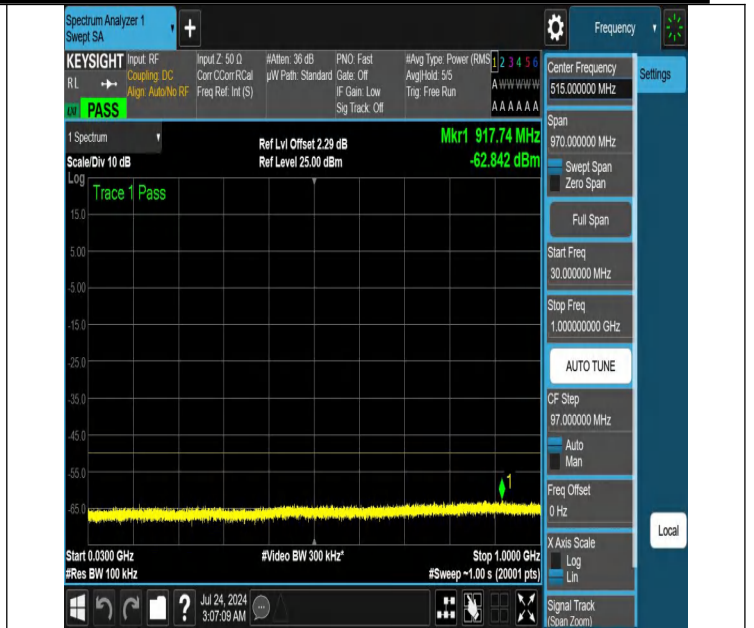 Spectrum Analyzer 1
Swept SA
+
Frequency
KEYSIGHT
RL
LXI
PASS
Input: RF
Coupling: DC
Align: Auto/No RF
Input Z: 50 Ω
Corr CCorr RCal
Freq Ref: Int (S)
#Atten: 36 dB
µW Path: Standard
PNO: Fast
Gate: Off
IF Gain: Low
Sig Track: Off
#Avg Type: Power (RMS
Avg|Hold: 5/5
Trig: Free Run
1 2 3 4 5 6
A W W W W W
A A A A A A
1 Spectrum
Scale/Div 10 dB
Ref Lvl Offset 2.29 dB
Ref Level 25.00 dBm
Mkr1 917.74 MHz
-62.842 dBm
Log
Trace 1 Pass
15.0
5.00
-5.00
-15.0
-25.0
-35.0
-45.0
-55.0
-65.0
1
Start 0.0300 GHz
#Res BW 100 kHz
#Video BW 300 kHz*
Stop 1.0000 GHz
#Sweep ~1.00 s (20001 pts)
?
Jul 24, 2024
3:07:09 AM
Center Frequency
515.000000 MHz
Settings
Span
970.000000 MHz
Swept Span
Zero Span
Full Span
Start Freq
30.000000 MHz
Stop Freq
1.000000000 GHz
AUTO TUNE
CF Step
97.000000 MHz
Auto
Man
Freq Offset
0 Hz
X Axis Scale
Log
Lin
Local
Signal Track
(Span Zoom)